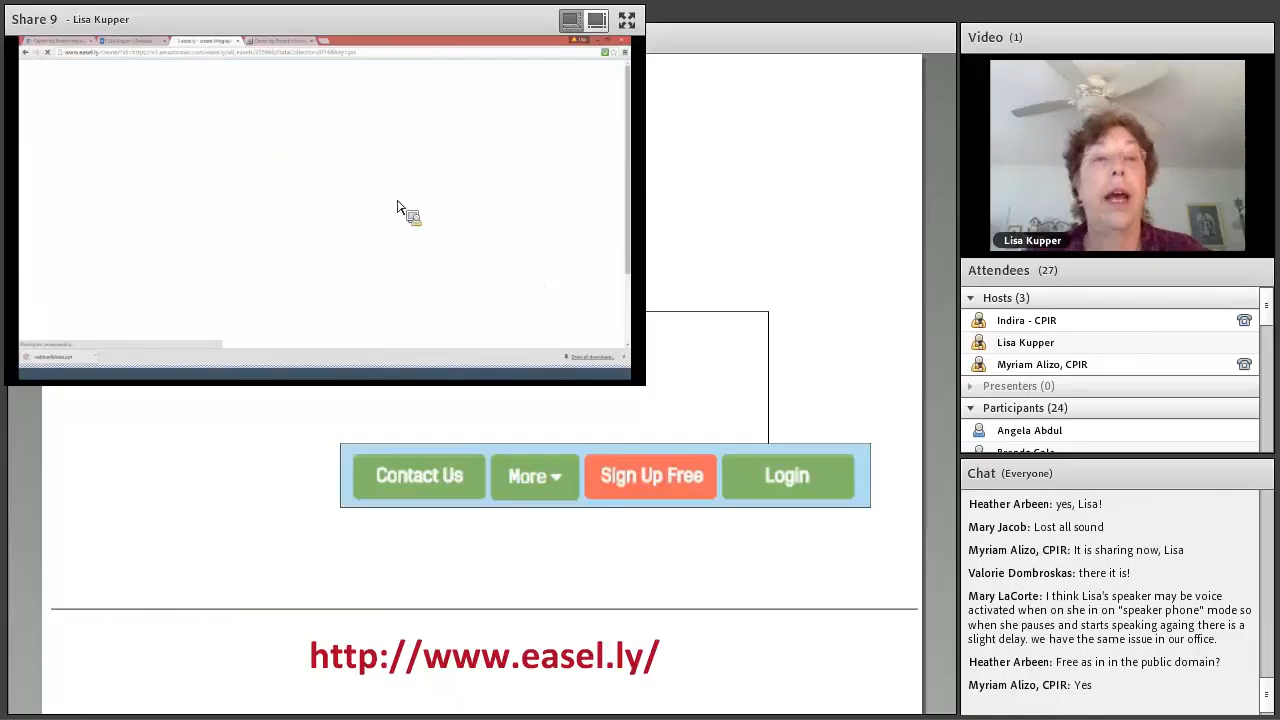 Share 9 - Lisa Kupper
Contact Us
More
Sign Up Free
Login
http://www.easel.ly/
Video (1)
Lisa Kupper
Attendees (27)
Hosts (3)
Indira - CPIR
Lisa Kupper
Myriam Alizo, CPIR
Presenters (0)
Participants (24)
Angela Abdul
Chat (Everyone)
Heather Arbeen: yes, Lisa!
Mary Jacob: Lost all sound
Myriam Alizo, CPIR: It is sharing now, Lisa
Valorie Dombroskas: there it is!
Mary LaCorte: I think Lisa's speaker may be voice
activated when on she in on "speaker phone" mode so
when she pauses and starts speaking againg there is a
slight delay. we have the same issue in our office.
Heather Arbeen: Free as in in the public domain?
Myriam Alizo, CPIR: Yes